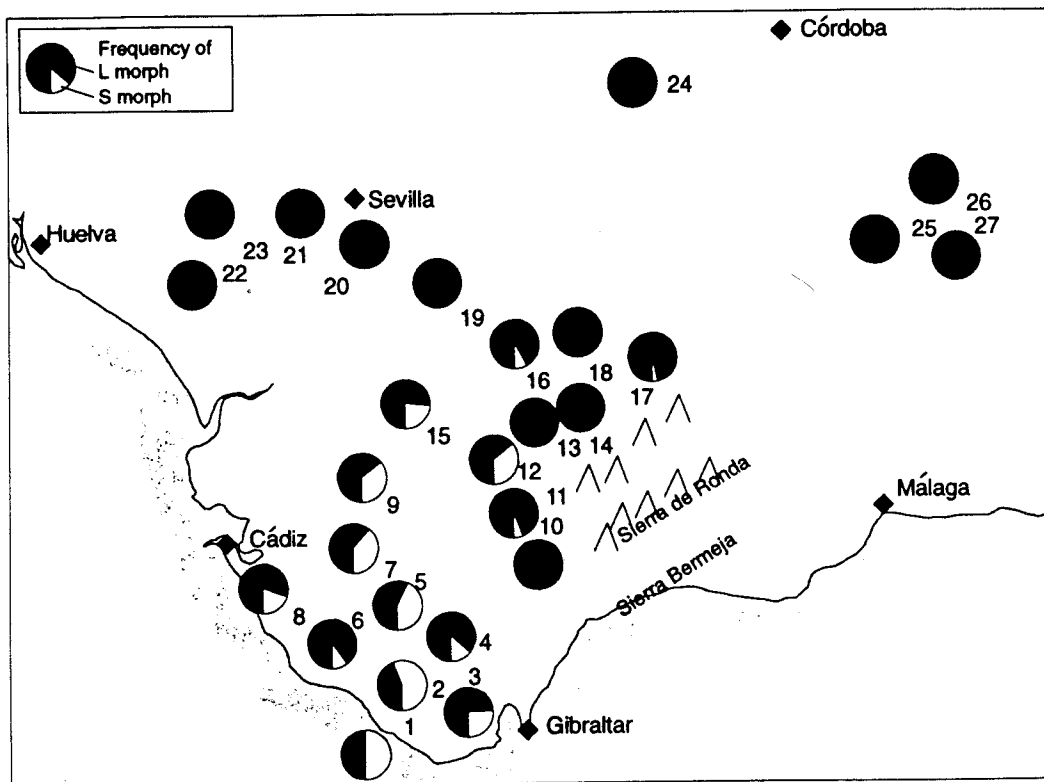 Frequency of
L morph
S morph
Córdoba
24
Sevilla
26
Huelva
23
21
25
27
22
20
19
16
18
17
15
13
14
12
9
11
Sierra de Ronda
Málaga
10
Cádiz
Sierra Bermeja
7
5
8
6
4
2
3
1
Gibraltar